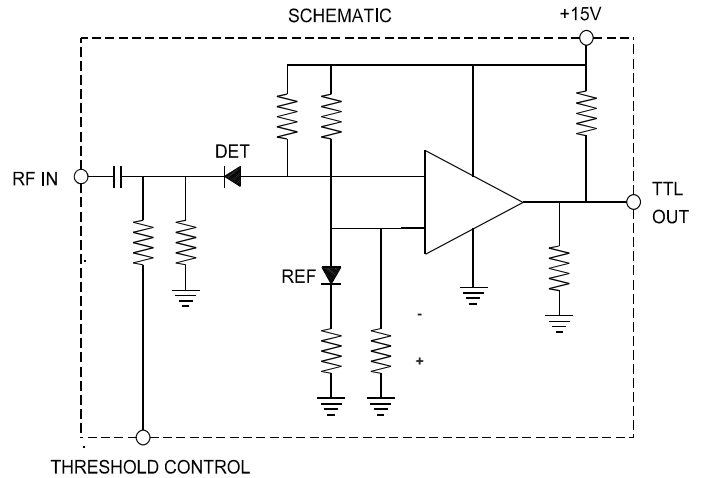 SCHEMATIC
+15V
DET
RF IN
TTL
OUT
REF
-
+
THRESHOLD CONTROL